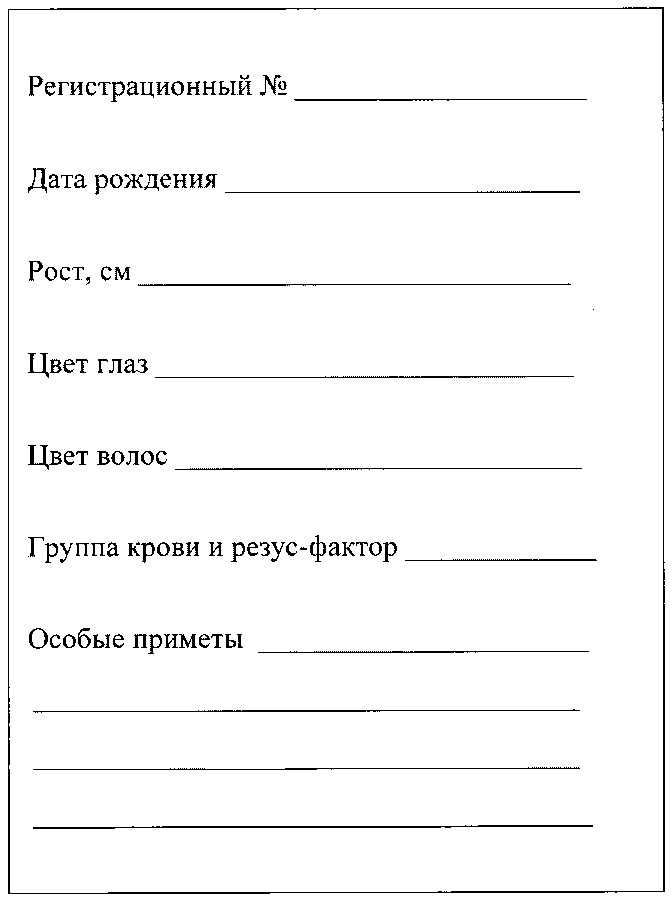 Регистрационный №
Дата рождения
Рост, см
Цвет глаз
Цвет волос
Группа крови и резус-фактор
Особые приметы